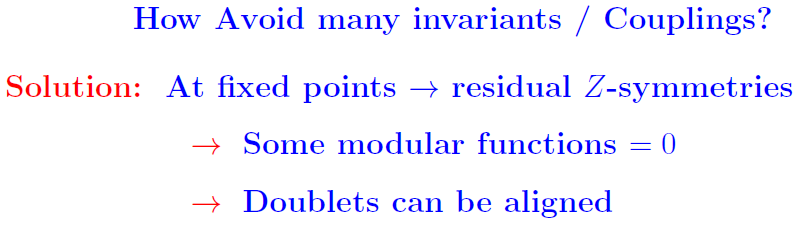 How Avoid many invariants / Couplings?
Solution: At fixed points → residual Z-symmetries
→ Some modular functions = 0
→ Doublets can be aligned